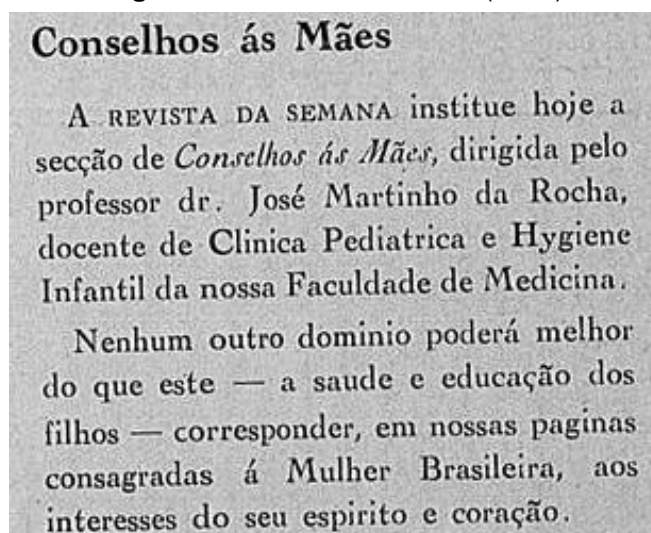 Conselhos ás Mães
A REVISTA DA SEMANA institue hoje a
secção de Conselhos ás Mães, dirigida pelo
professor dr. José Martinho da Rocha,
docente de Clinica Pediatrica e Hygiene
Infantil da nossa Faculdade de Medicina.
Nenhum outro dominio poderá melhor
do que este — a saude e educação dos
filhos — corresponder, em nossas paginas
consagradas á Mulher Brasileira, aos
interesses do seu espirito e coração.